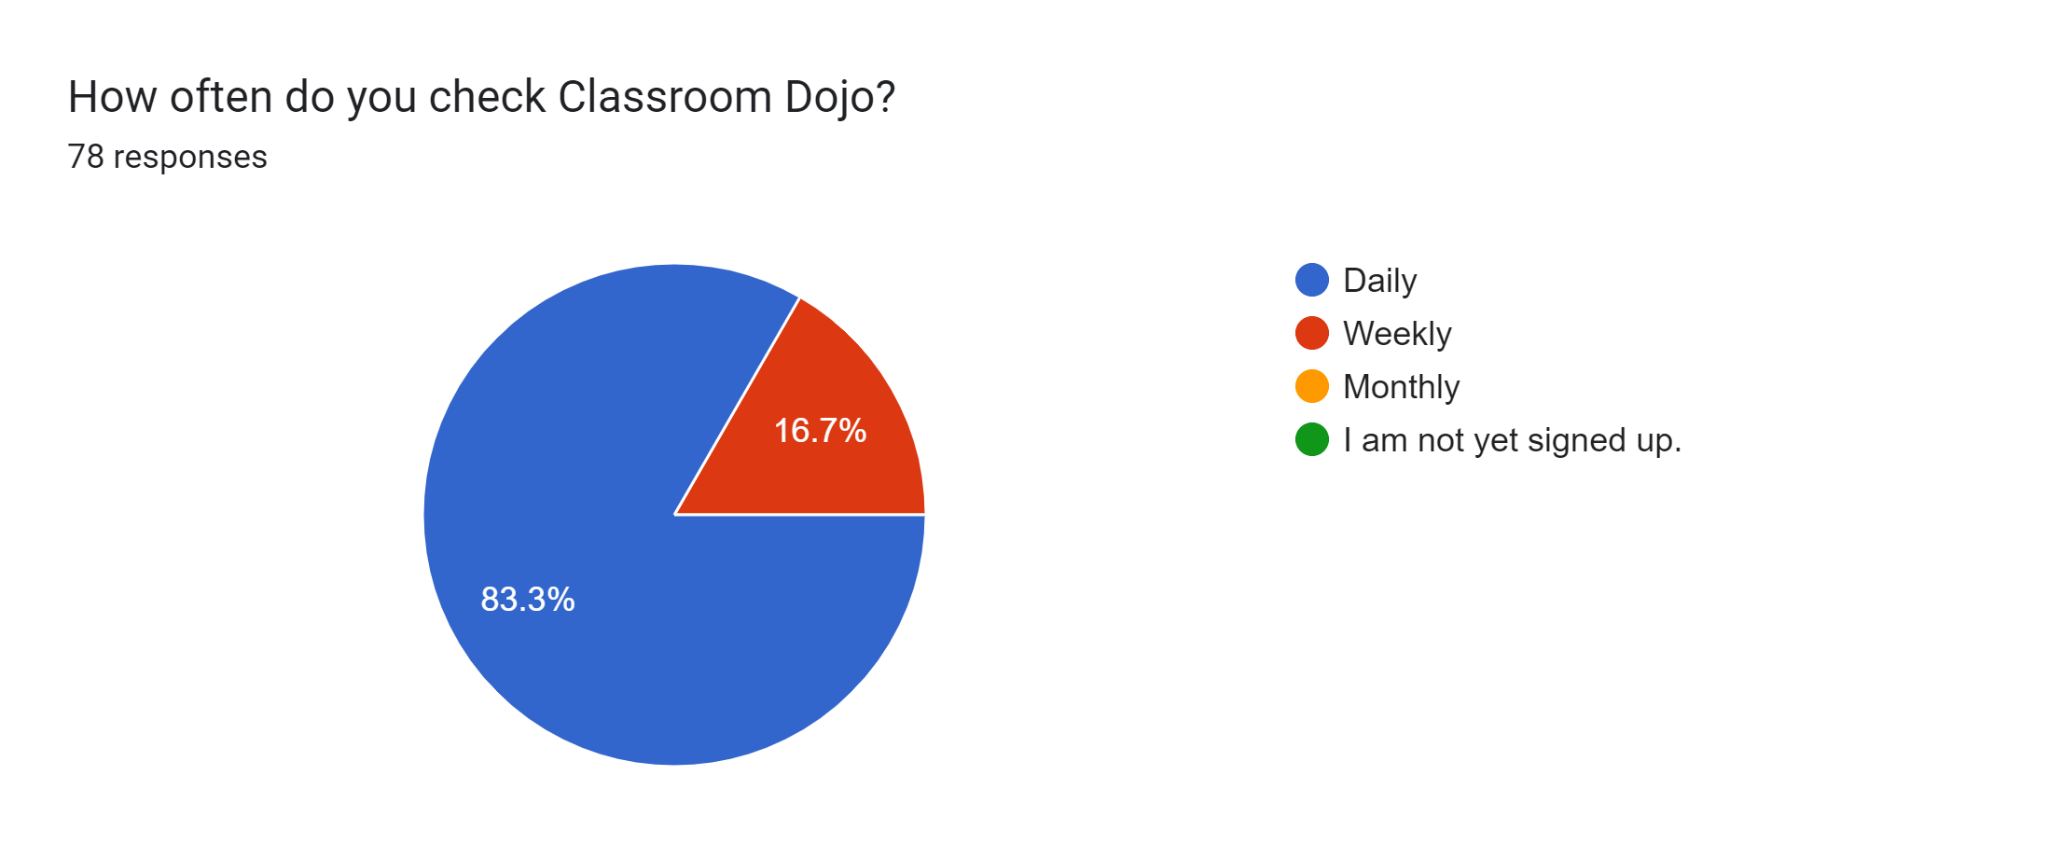 How often do you check Classroom Dojo?
78 responses
Daily
Weekly
Monthly
I am not yet signed up.
16.7%
83.3%